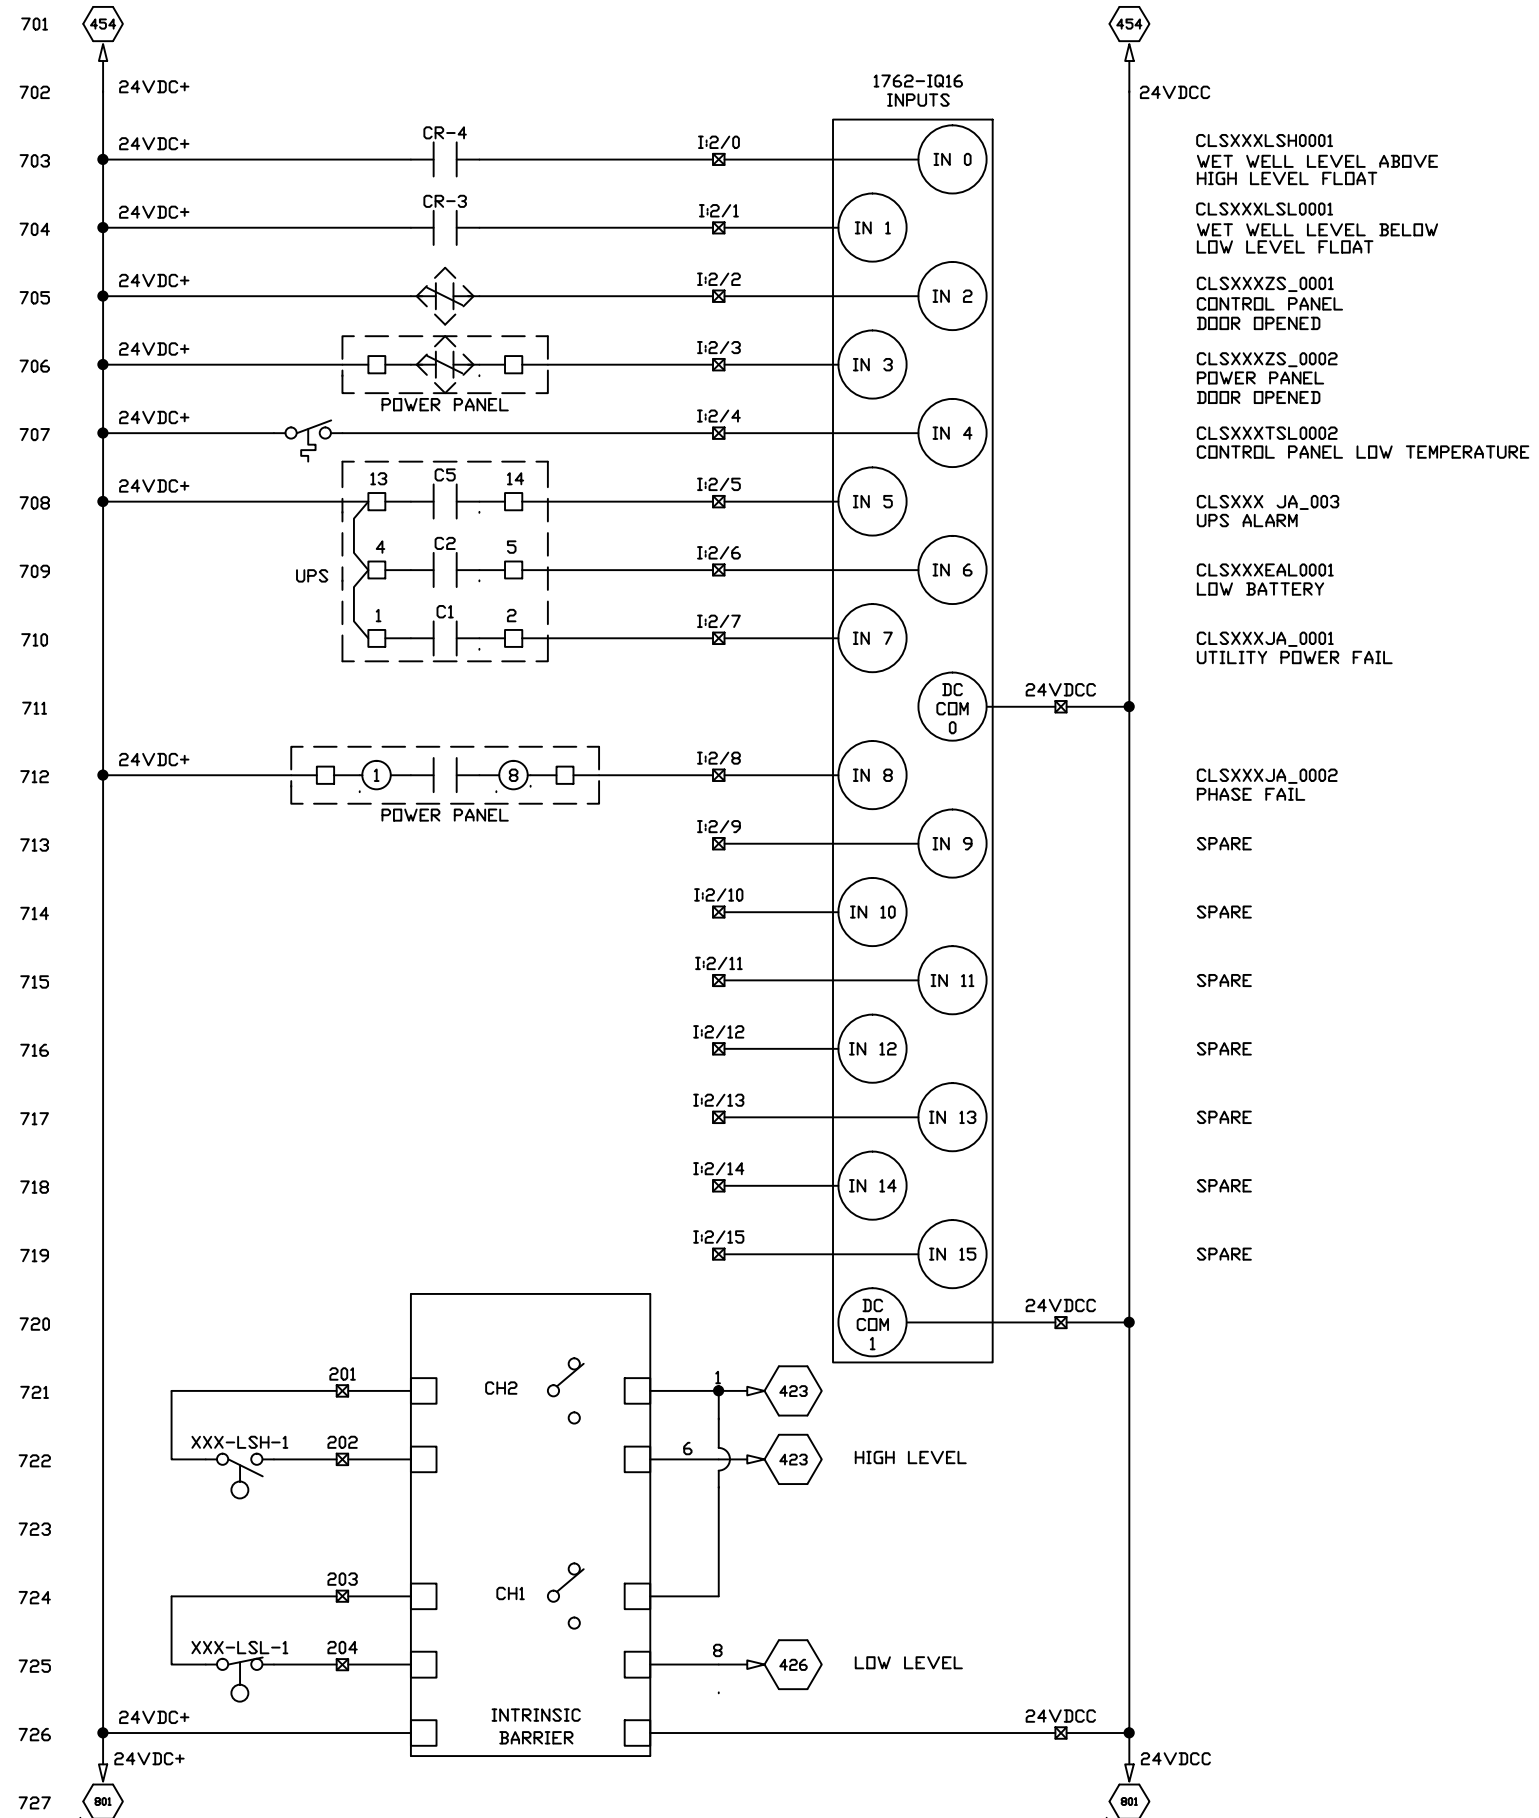 701 454 454
702 24VDC+ 1762-IQ16 24VDCC
INPUTS
703 24VDC+ CR-4 I:2/0 IN 0 CLSXXXLSH0001
WET WELL LEVEL ABOVE
HIGH LEVEL FLOAT
704 24VDC+ CR-3 I:2/1 IN 1 CLSXXXLSL0001
WET WELL LEVEL BELOW
LOW LEVEL FLOAT
705 24VDC+ I:2/2 IN 2 CLSXXXZS_0001
CONTROL PANEL
DOOR OPENED
706 24VDC+ I:2/3 IN 3 CLSXXXZS_0002
POWER PANEL
DOOR OPENED
POWER PANEL
707 24VDC+ I:2/4 IN 4 CLSXXXTSL0002
CONTROL PANEL LOW TEMPERATURE
708 24VDC+ 13 C5 14 I:2/5 IN 5 CLSXXX JA_003
UPS ALARM
709 UPS 4 C2 5 I:2/6 IN 6 CLSXXXEAL0001
LOW BATTERY
710 1 C1 2 I:2/7 IN 7 CLSXXXJA_0001
UTILITY POWER FAIL
711 DC
COM
0 24VDCC
712 24VDC+ 1 8 I:2/8 IN 8 CLSXXXJA_0002
PHASE FAIL
POWER PANEL
713 I:2/9 IN 9 SPARE
714 I:2/10 IN 10 SPARE
715 I:2/11 IN 11 SPARE
716 I:2/12 IN 12 SPARE
717 I:2/13 IN 13 SPARE
718 I:2/14 IN 14 SPARE
719 I:2/15 IN 15 SPARE
720 DC
COM
1 24VDCC
721 201 CH2 1 423
722 XXX-LSH-1 202 6 423 HIGH LEVEL
723
724 203 CH1
725 XXX-LSL-1 204 8 426 LOW LEVEL
726 24VDC+ INTRINSIC
BARRIER 24VDCC
24VDC+ 24VDCC
727 801 801